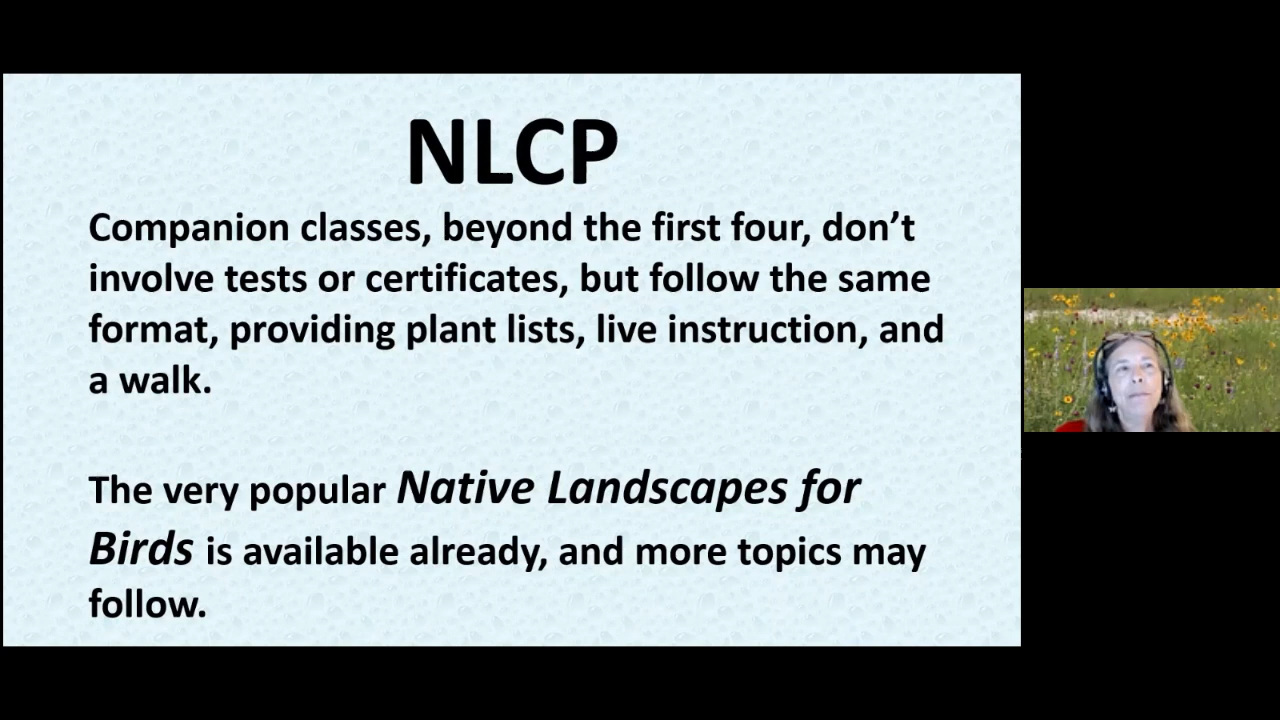 NLCP
Companion classes, beyond the first four, don’t
involve tests or certificates, but follow the same
format, providing plant lists, live instruction, and
a walk.
The very popular Native Landscapes for
Birds is available already, and more topics may
follow.